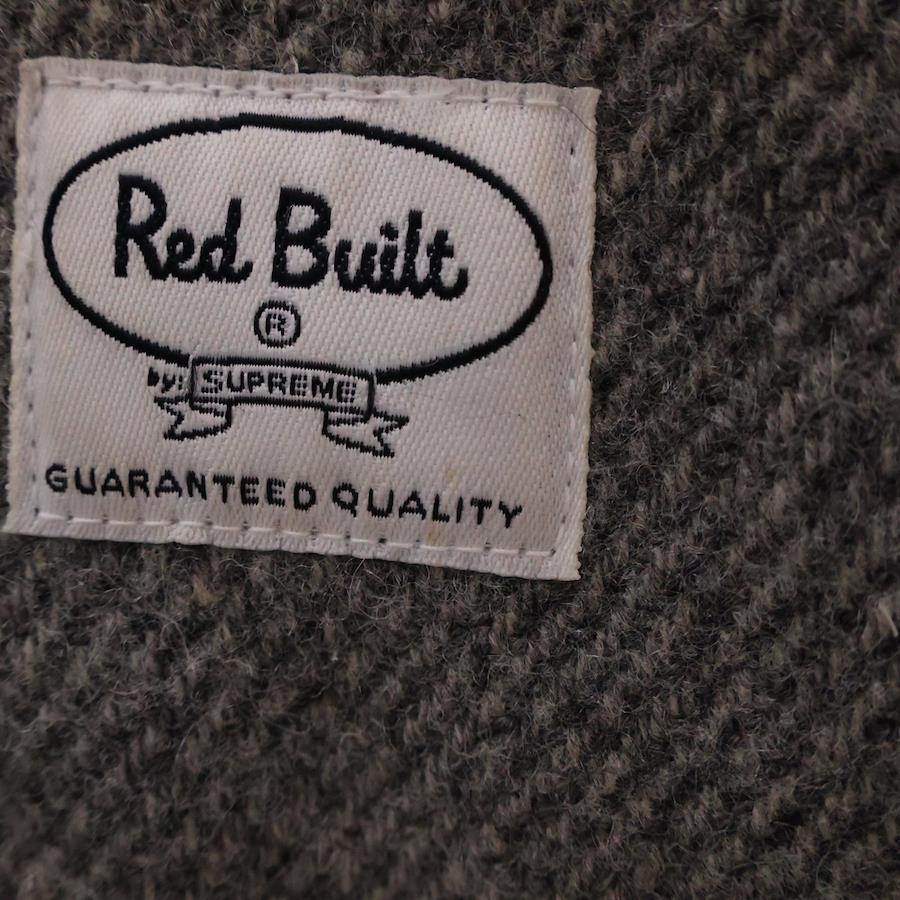 Red Built
®
by: SUPREME
GUARANTEED QUALITY